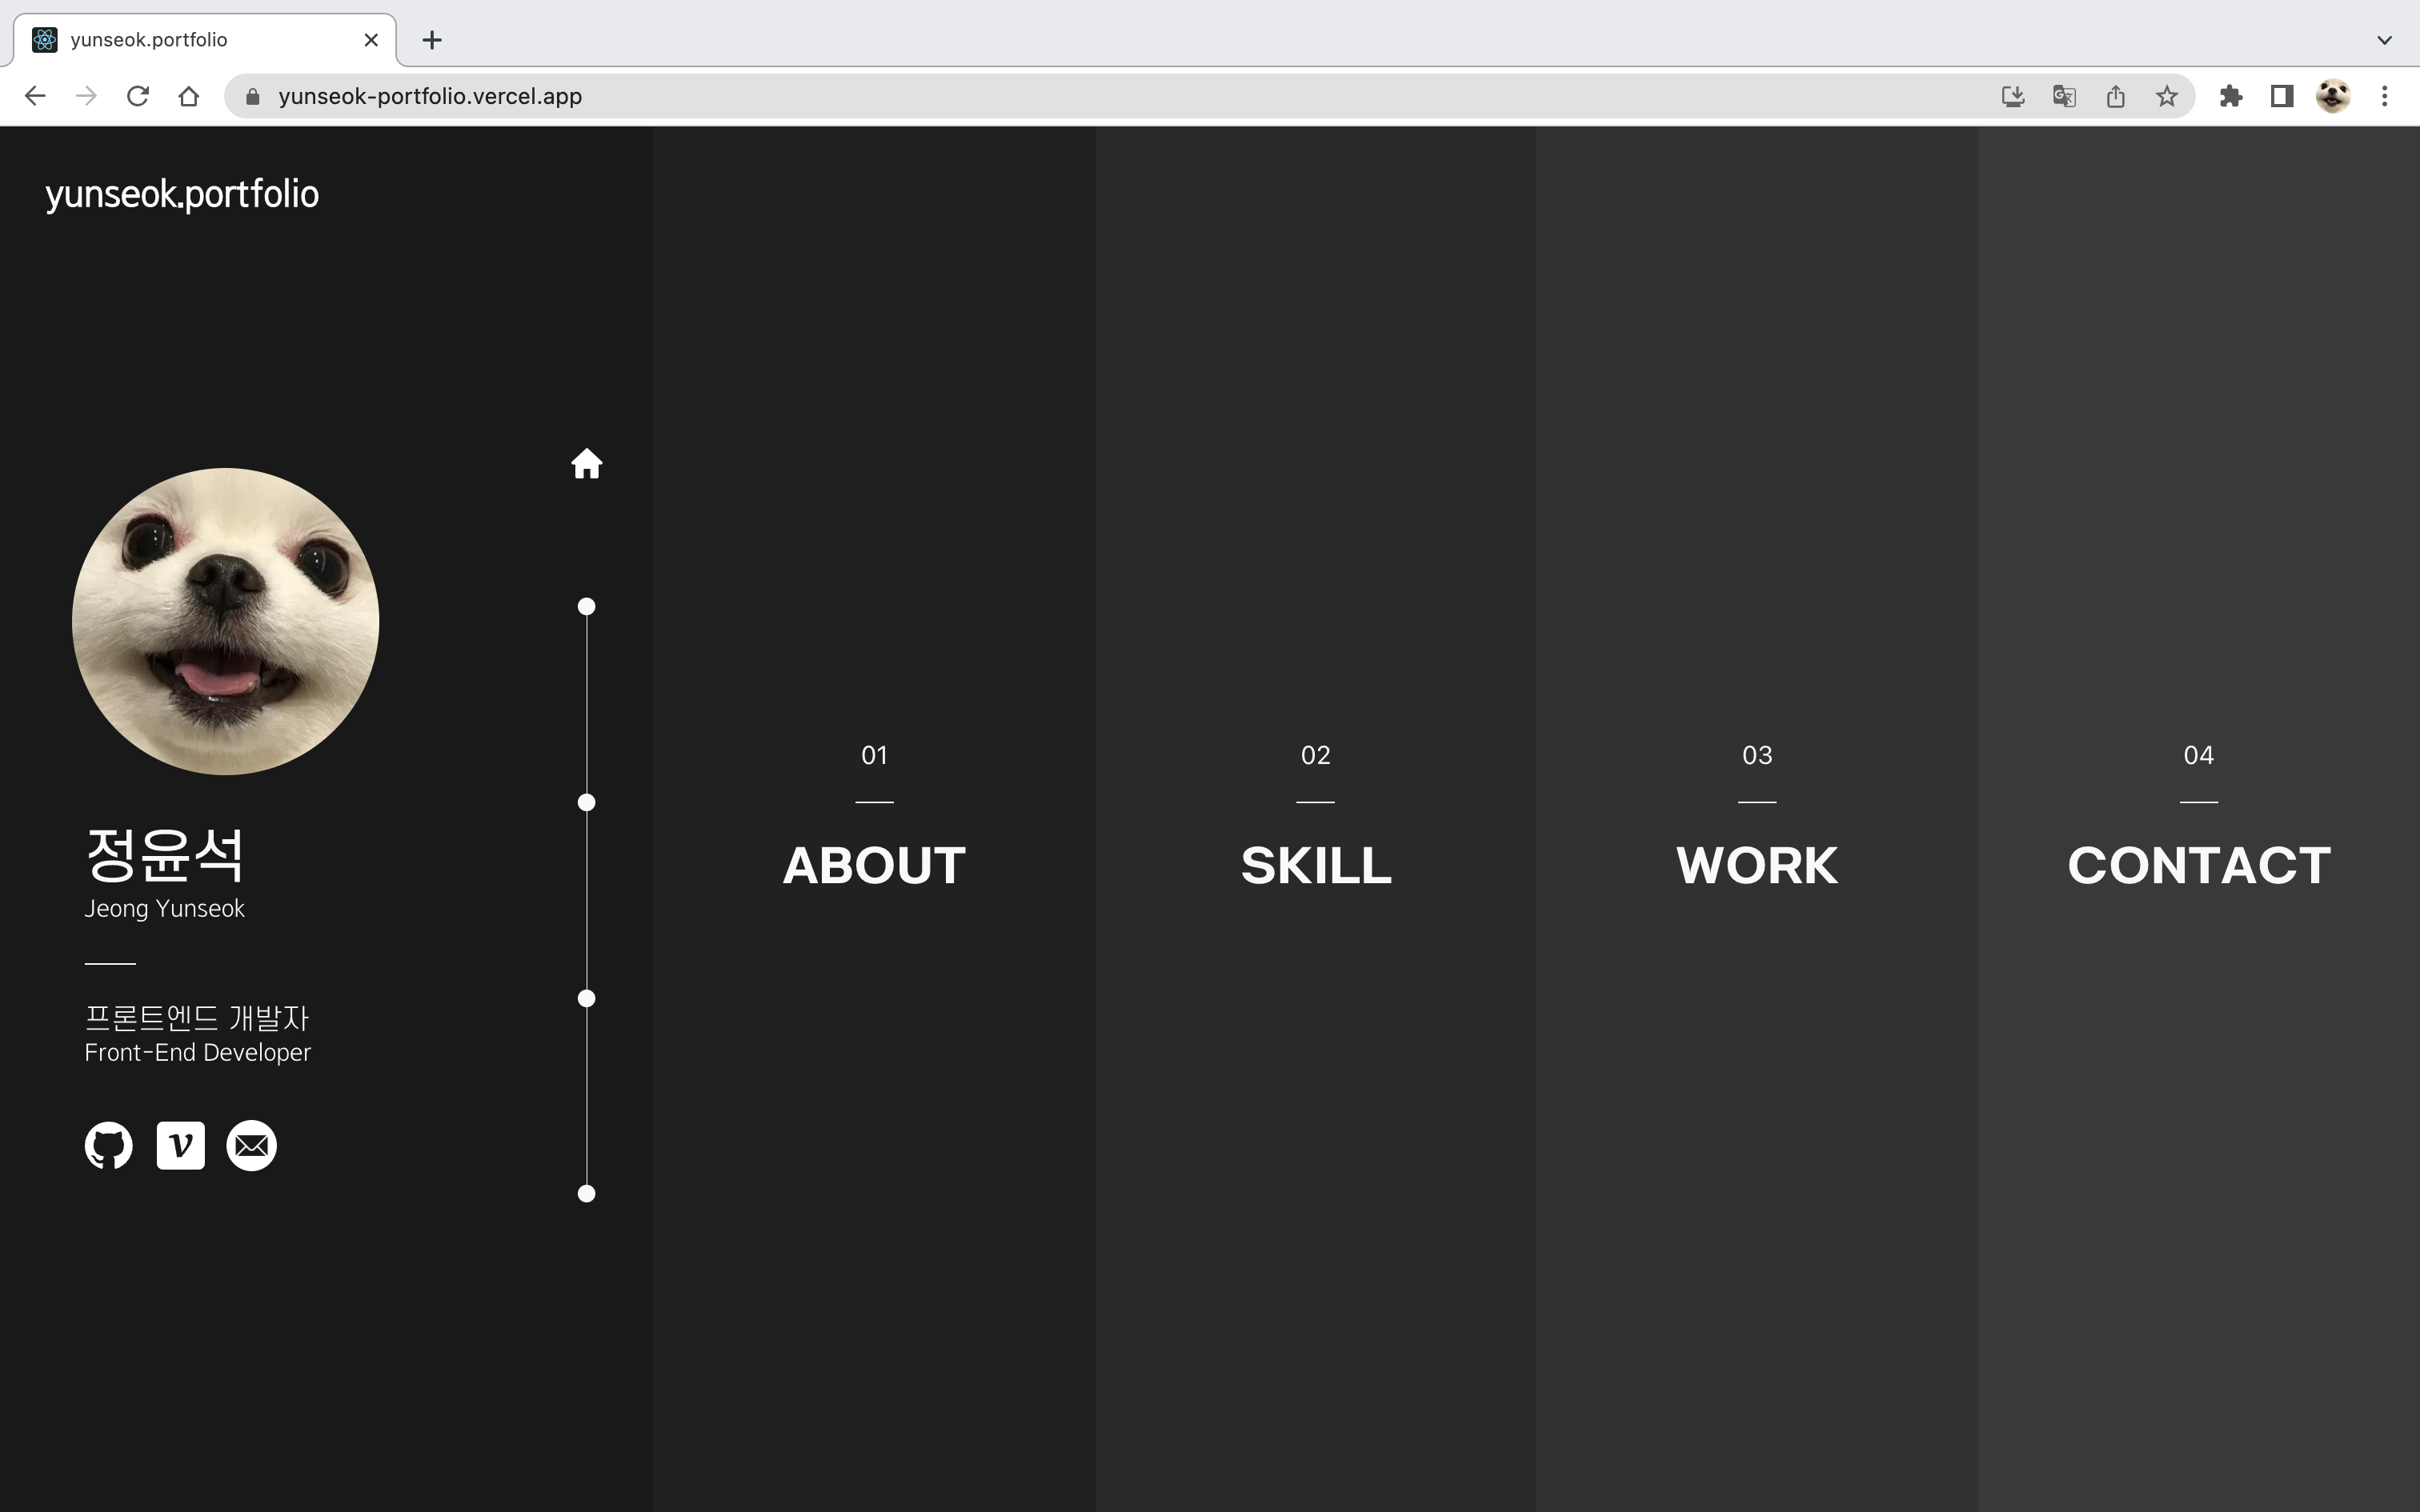 yunseok.portfolio
yunseok-portfolio.vercel.app
yunseok.portfolio
정윤석
Jeong Yunseok
프론트엔드 개발자
Front-End Developer
01
ABOUT
02
SKILL
03
WORK
04
CONTACT